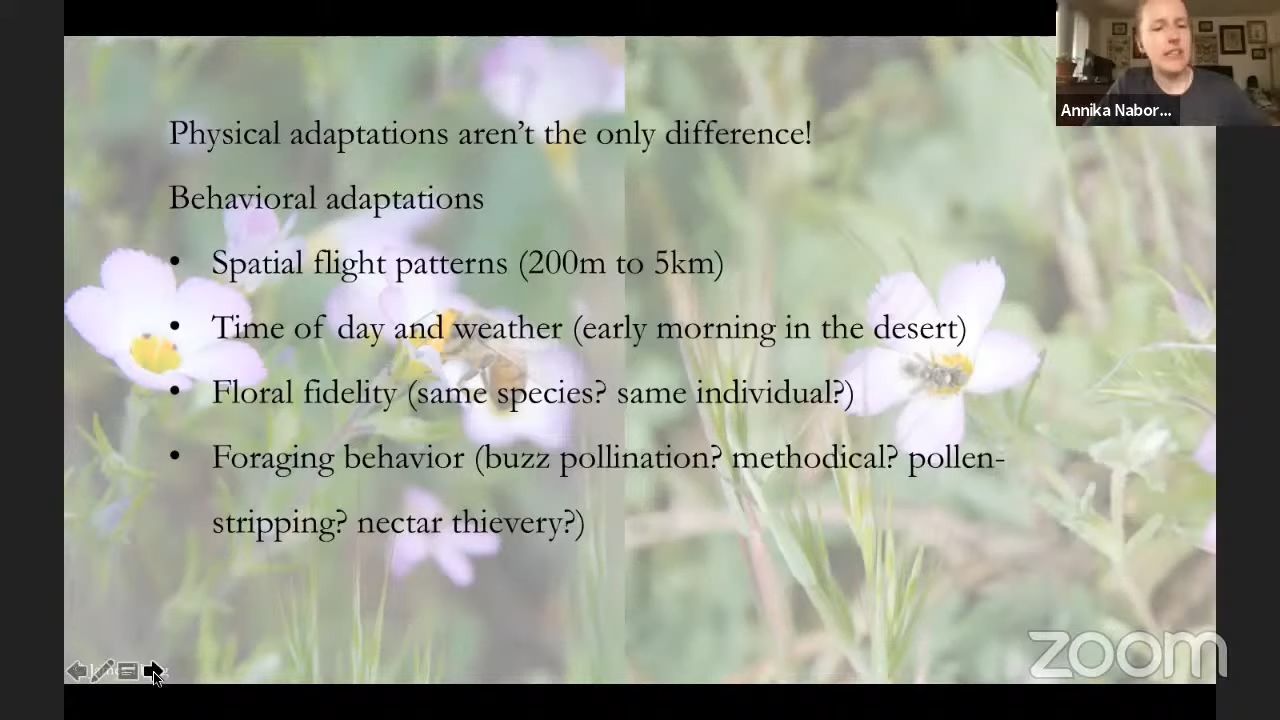 Annika Nabor...
Physical adaptations aren’t the only difference!
Behavioral adaptations
• Spatial flight patterns (200m to 5km)
• Time of day and weather (early morning in the desert)
• Floral fidelity (same species? same individual?)
• Foraging behavior (buzz pollination? methodical? pollen-
stripping? nectar thievery?)
zoom